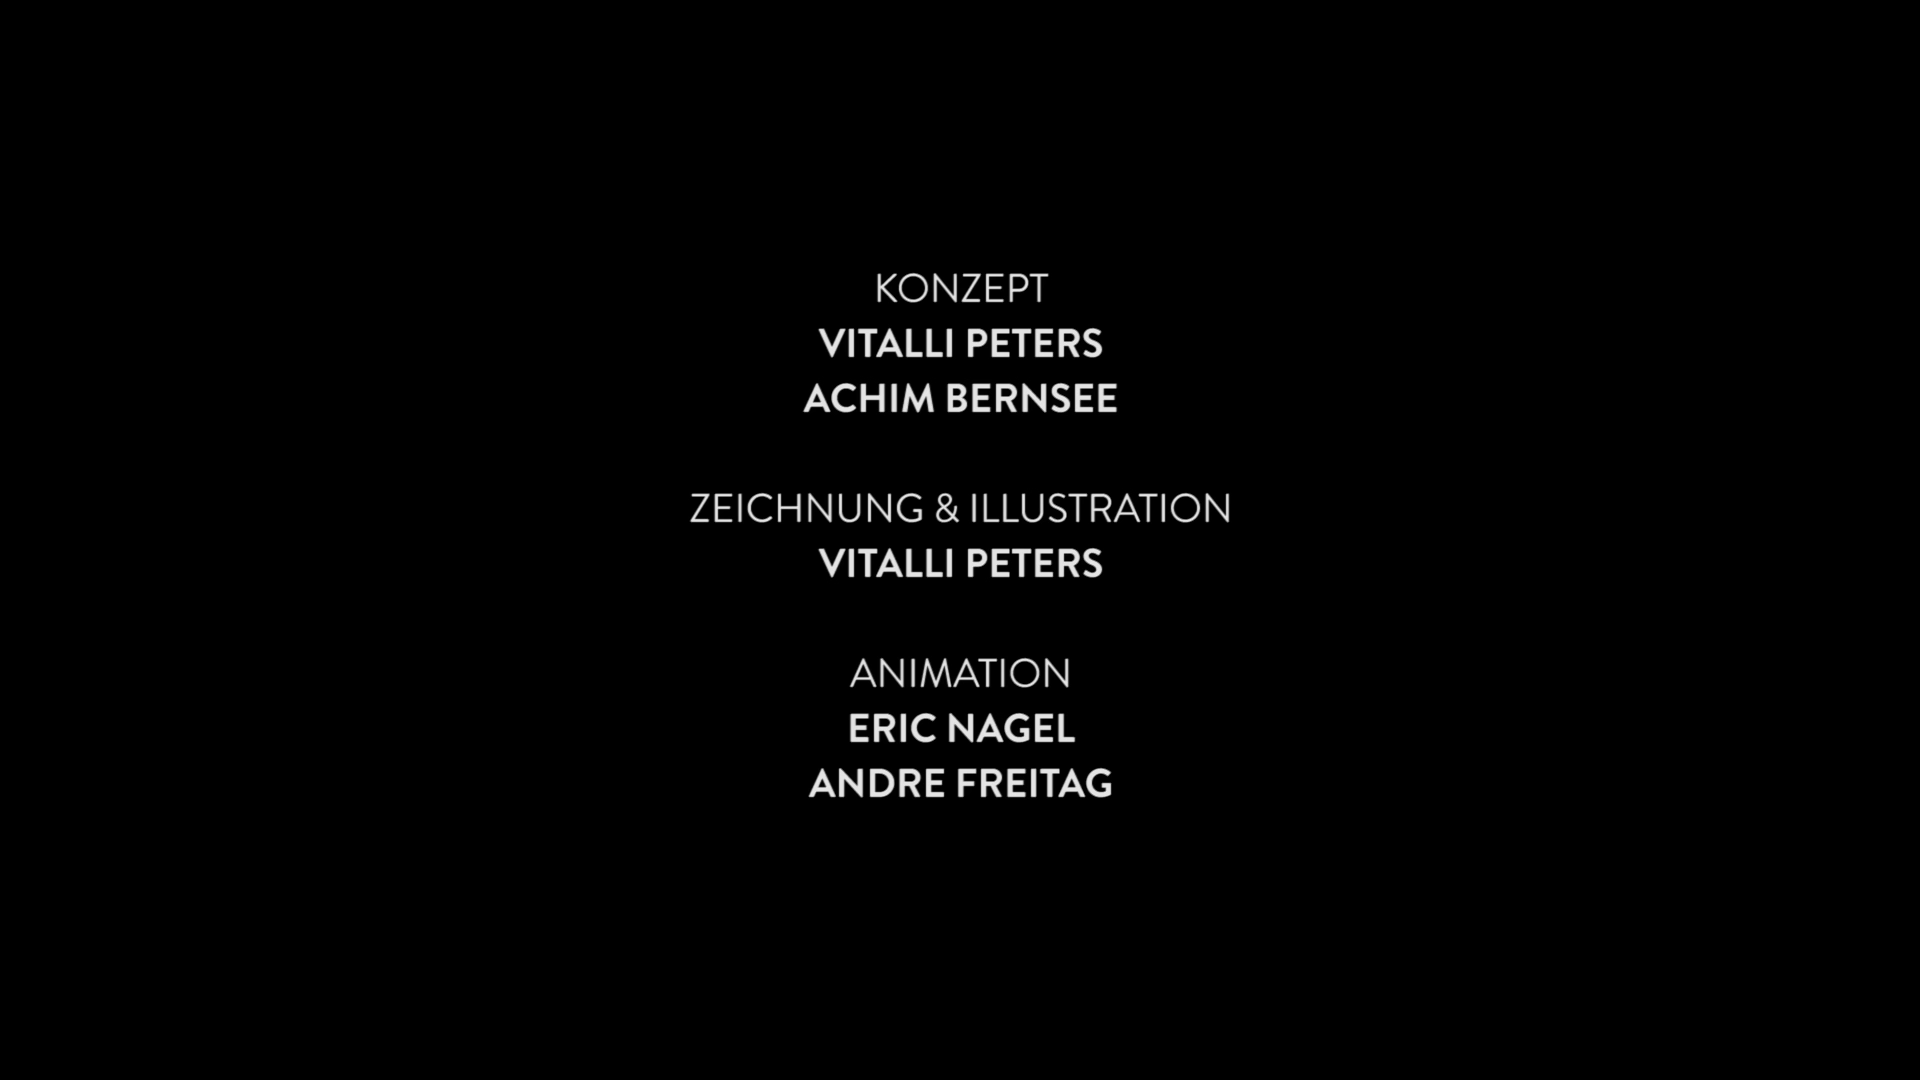 KONZEPT
VITALLI PETERS
ACHIM BERNSEE
ZEICHNUNG & ILLUSTRATION
VITALLI PETERS
ANIMATION
ERIC NAGEL
ANDRE FREITAG